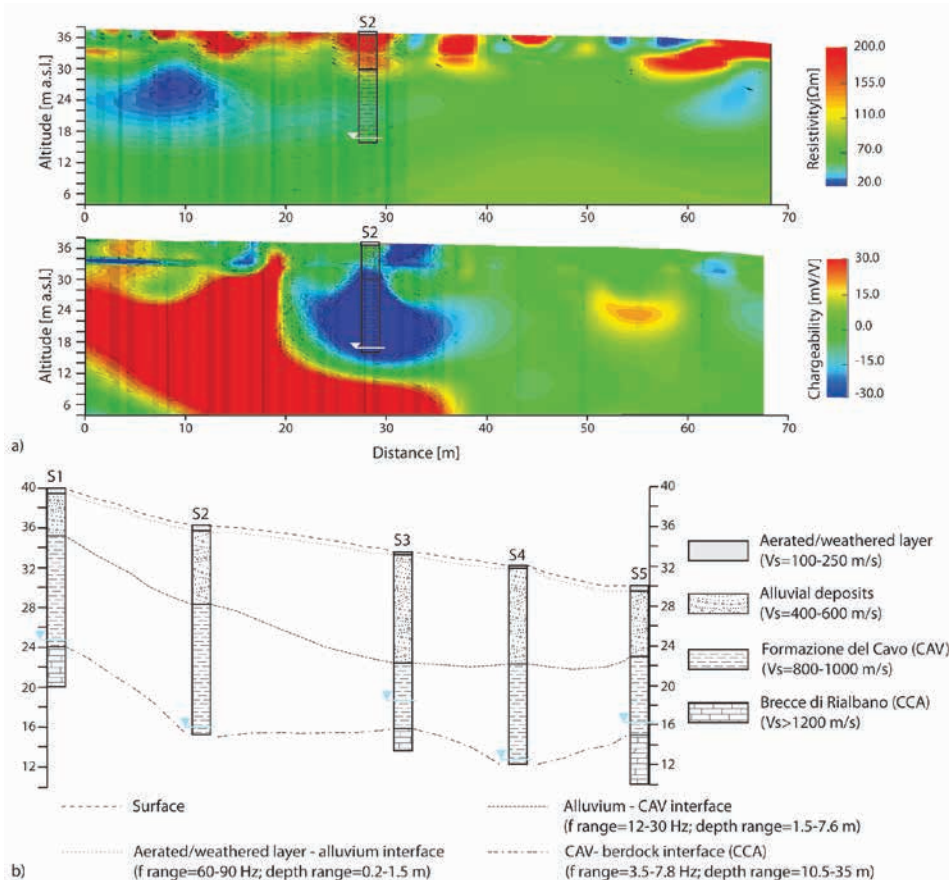 S2
Altitude [m a.s.l.]
36
30
24
18
12
6
0 10 20 30 40 50 60 70
200.0
155.0
110.0
70.0
20.0
Resistivity[Ωm]
S2
Altitude [m a.s.l.]
36
30
24
18
12
6
0 10 20 30 40 50 60 70
30.0
15.0
0.0
-15.0
-30.0
Chargeability [mV/V]
a)
Distance [m]
S1
S2
S3
S4
S5
40
36
32
28
24
20
16
12
40
36
32
28
24
20
16
12
Aerated/weathered layer
(Vs=100-250 m/s)
Alluvial deposits
(Vs=400-600 m/s)
Formazione del Cavo (CAV)
(Vs=800-1000 m/s)
Brecce di Rialbano (CCA)
(Vs>1200 m/s)
Surface
Alluvium - CAV interface
(f range=12-30 Hz; depth range=1.5-7.6 m)
Aerated/weathered layer - alluvium interface
(f range=60-90 Hz; depth range=0.2-1.5 m)
CAV- berdock interface (CCA)
(f range=3.5-7.8 Hz; depth range=10.5-35 m)
b)